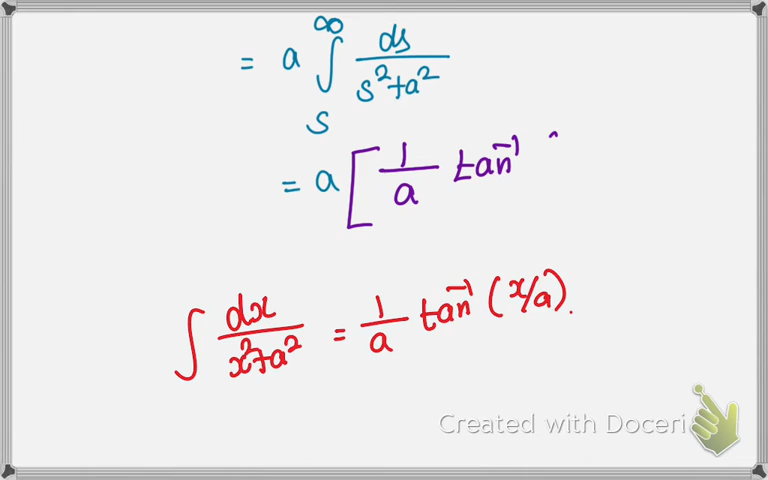 = a ∫_s^∞ ds/(s²+a²)
= a [ 1/a tan⁻¹
∫ dx/(x²+a²) = 1/a tan⁻¹ (x/a).
Created with Doceri